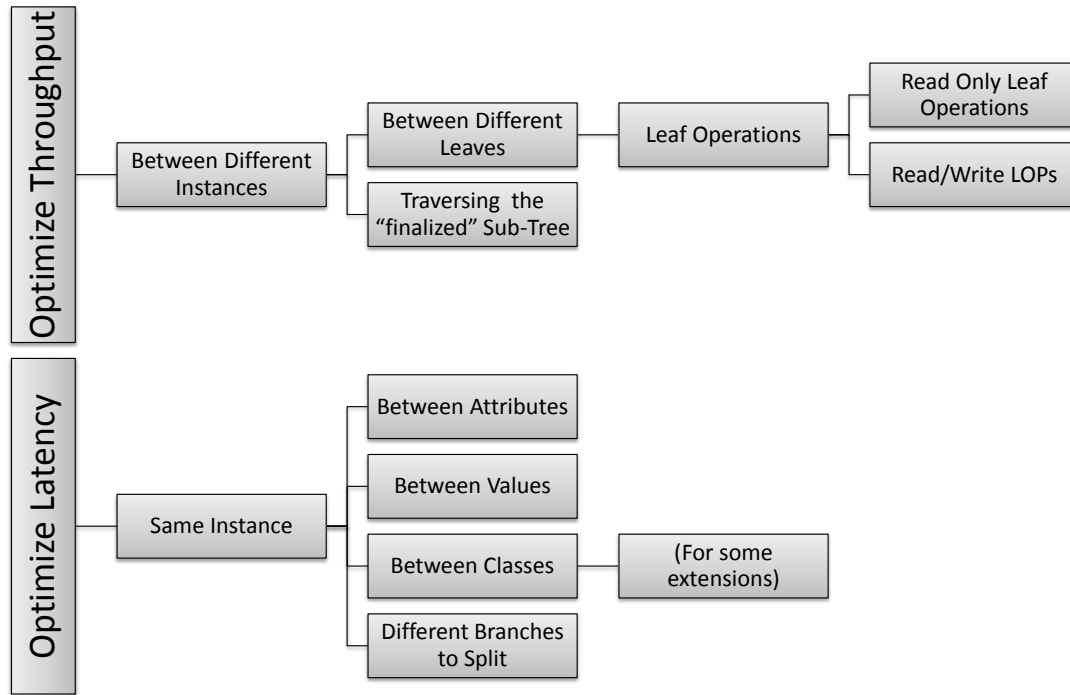 Optimize Throughput
Between Different
Instances
Between Different
Leaves
Traversing the
“finalized” Sub-Tree
Leaf Operations
Read Only Leaf
Operations
Read/Write LOPs
Optimize Latency
Same Instance
Between Attributes
Between Values
Between Classes
(For some
extensions)
Different Branches
to Split